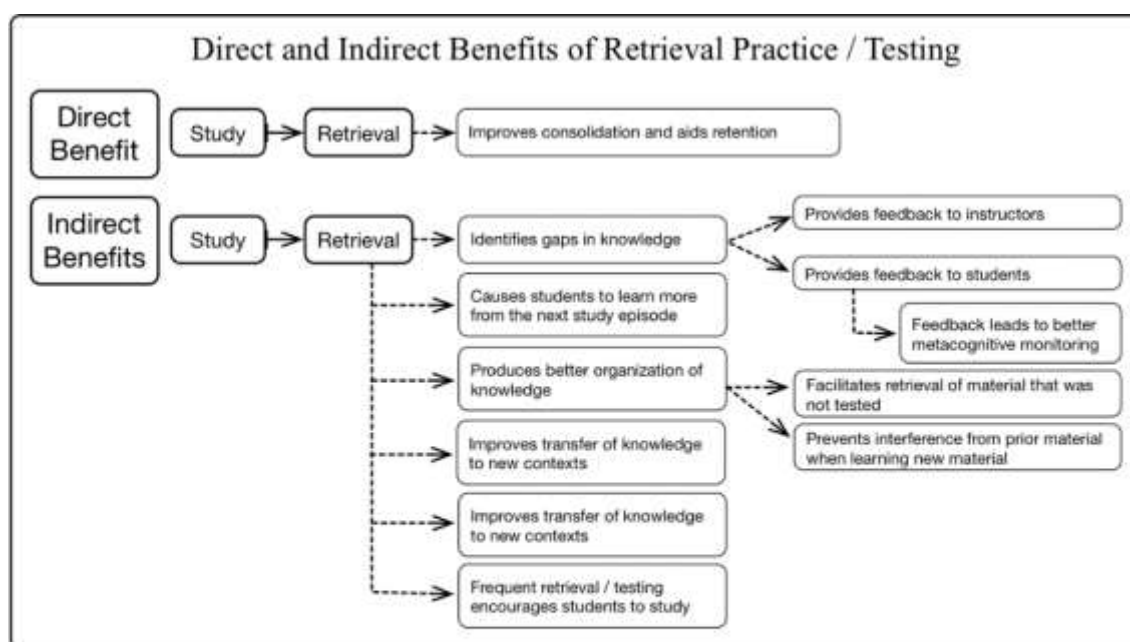 Direct and Indirect Benefits of Retrieval Practice / Testing
Direct
Benefit
Study
Retrieval
Improves consolidation and aids retention
Indirect
Benefits
Study
Retrieval
Identifies gaps in knowledge
Provides feedback to instructors
Provides feedback to students
Feedback leads to better
metacognitive monitoring
Causes students to learn more
from the next study episode
Produces better organization of
knowledge
Facilitates retrieval of material that was
not tested
Prevents interference from prior material
when learning new material
Improves transfer of knowledge
to new contexts
Improves transfer of knowledge
to new contexts
Frequent retrieval / testing
encourages students to study